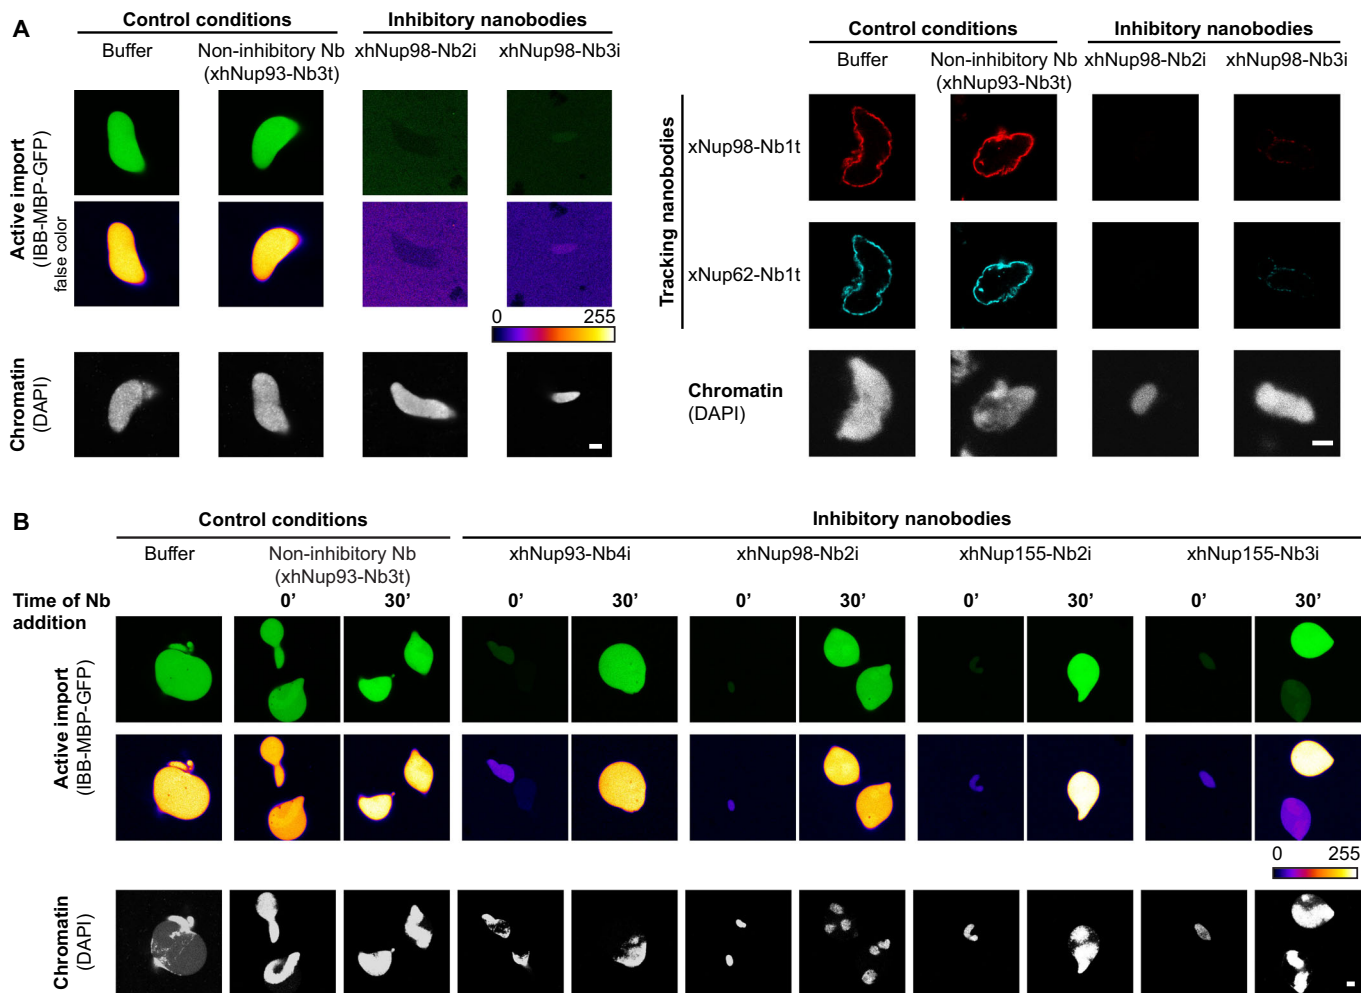 A
Control conditions
Inhibitory nanobodies
Buffer
Non-inhibitory Nb
(xhNup93-Nb3t)
xhNup98-Nb2i
xhNup98-Nb3i
Active import
(IBB-MBP-GFP)
false color
0
255
Chromatin
(DAPI)
Control conditions
Inhibitory nanobodies
Buffer
Non-inhibitory Nb
(xhNup93-Nb3t)
xhNup98-Nb2i
xhNup98-Nb3i
Tracking nanobodies
xNup98-Nb1t
xNup62-Nb1t
Chromatin
(DAPI)
B
Control conditions
Inhibitory nanobodies
Buffer
Non-inhibitory Nb
(xhNup93-Nb3t)
xhNup93-Nb4i
xhNup98-Nb2i
xhNup155-Nb2i
xhNup155-Nb3i
Time of Nb
addition
0’ 30’ 0’ 30’ 0’ 30’ 0’ 30’ 0’ 30’
Active import
(IBB-MBP-GFP)
0
255
Chromatin
(DAPI)